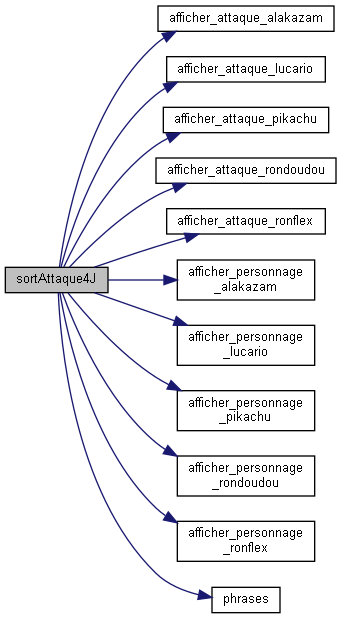 afficher_attaque_alakazam
afficher_attaque_lucario
afficher_attaque_pikachu
afficher_attaque_rondoudou
afficher_attaque_ronflex
sortAttaque4J
afficher_personnage
_alakazam
afficher_personnage
_lucario
afficher_personnage
_pikachu
afficher_personnage
_rondoudou
afficher_personnage
_ronflex
phrases